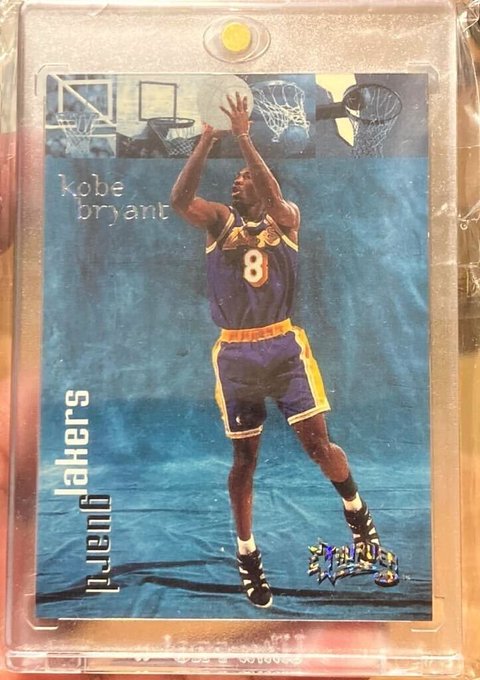 kobe
bryant
8
lakers
guard
THUNDER